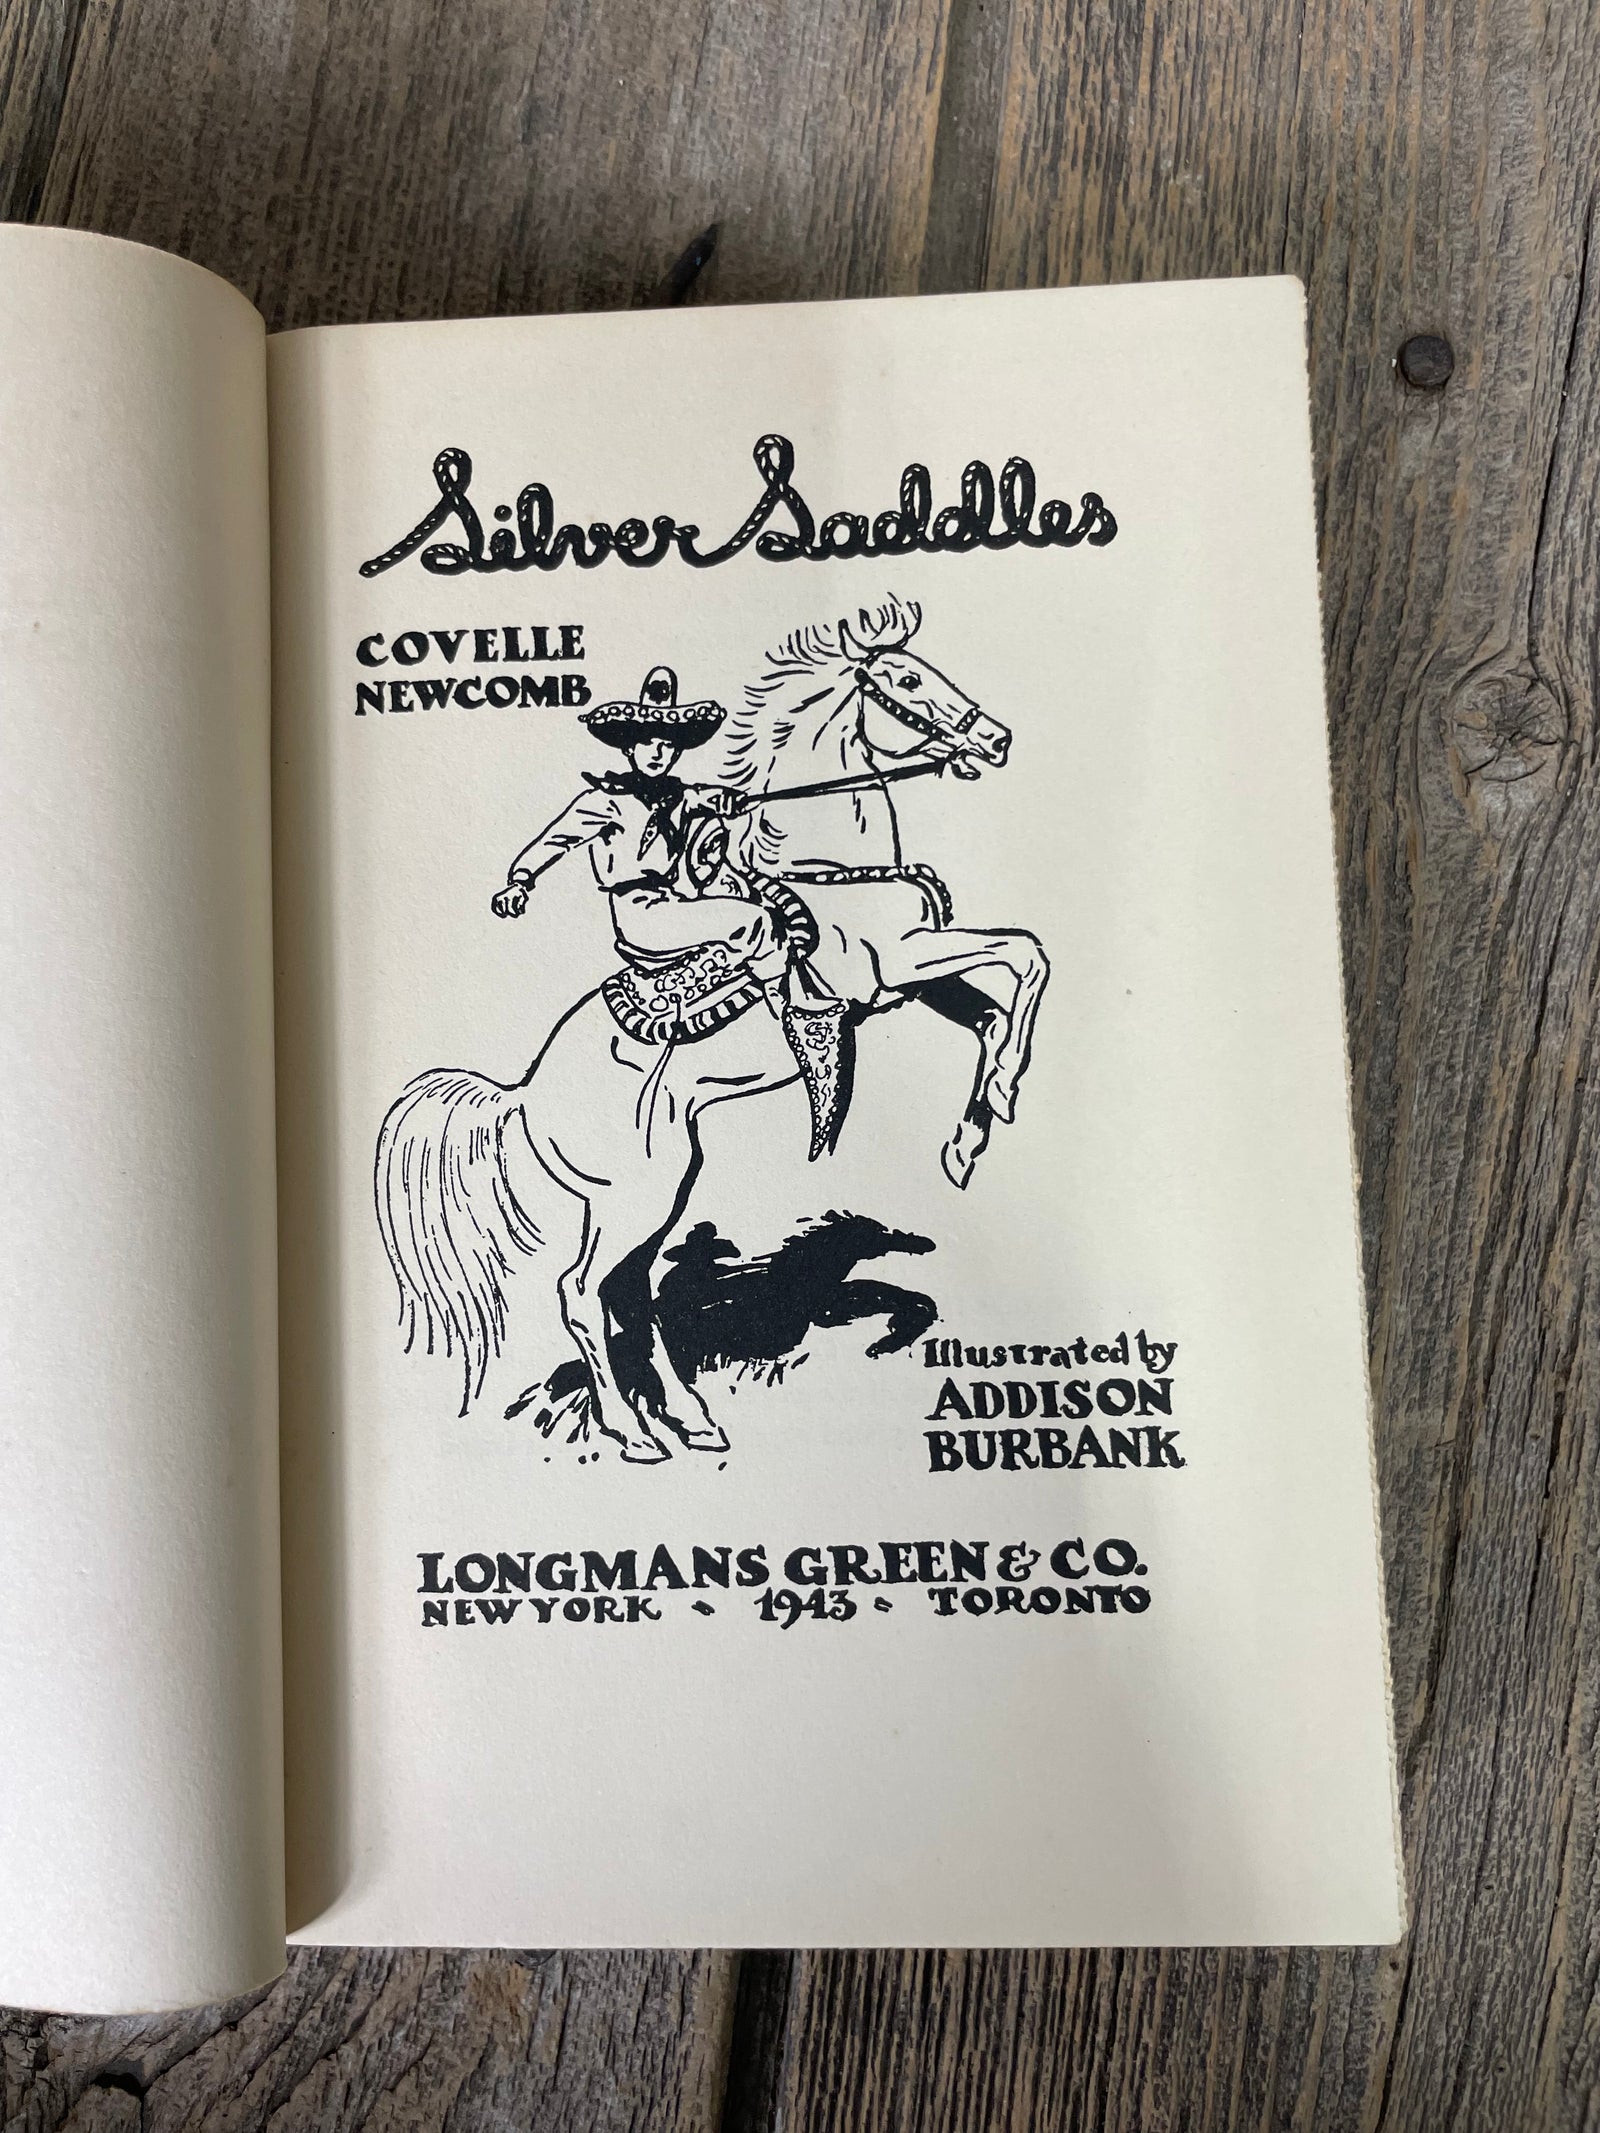 Silver Saddles
COVELLE
NEWCOMB
Illustrated by
ADDISON
BURBANK
LONGMANS GREEN & CO.
NEW YORK - 1943 - TORONTO